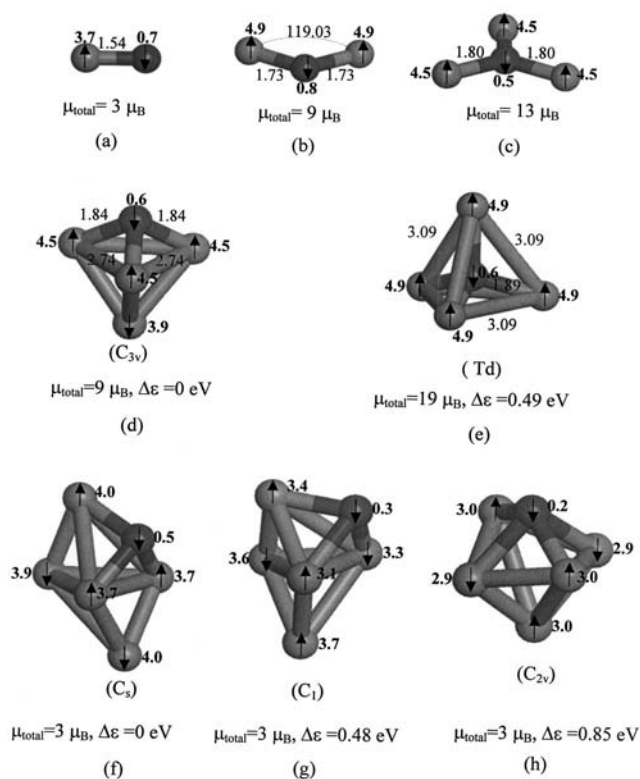 3.7 1.54 0.7
μtotal= 3 μB
(a)
4.9 119.03 4.9
1.73 1.73
0.8
μtotal= 9 μB
(b)
4.5
1.80 1.80
4.5 0.5 4.5
μtotal= 13 μB
(c)
0.6
1.84 1.84
4.5 4.5
2.74 2.74
4.5
3.9
(C3v)
μtotal=9 μB, Δε=0 eV
(d)
4.9
3.09 3.09
0.6
4.9 1.89 4.9
3.09
4.9
( Td)
μtotal=19 μB, Δε=0.49 eV
(e)
4.0
0.5
3.9 3.7
3.7
4.0
(Cs)
μtotal=3 μB, Δε=0 eV
(f)
3.4
0.3
3.6 3.3
3.1
3.7
(C1)
μtotal=3 μB, Δε=0.48 eV
(g)
0.2
3.0
2.9
2.9 3.0
3.0
(C2v)
μtotal=3 μB, Δε=0.85 eV
(h)